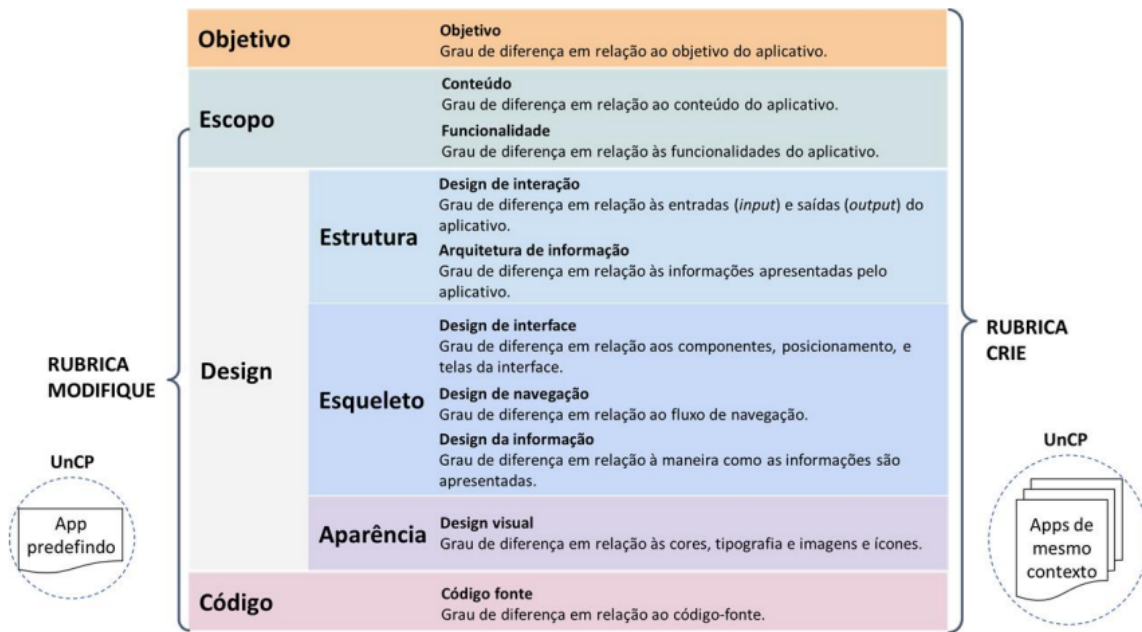 Objetivo
Objetivo
Grau de diferença em relação ao objetivo do aplicativo.
Escopo
Conteúdo
Grau de diferença em relação ao conteúdo do aplicativo.
Funcionalidade
Grau de diferença em relação às funcionalidades do aplicativo.
Design
Estrutura
Design de interação
Grau de diferença em relação às entradas (input) e saídas (output) do
aplicativo.
Arquitetura de informação
Grau de diferença em relação às informações apresentadas pelo
aplicativo.
Esqueleto
Design de interface
Grau de diferença em relação aos componentes, posicionamento, e
telas da interface.
Design de navegação
Grau de diferença em relação ao fluxo de navegação.
Design da informação
Grau de diferença em relação à maneira como as informações são
apresentadas.
Aparência
Design visual
Grau de diferença em relação às cores, tipografia e imagens e ícones.
Código
Código fonte
Grau de diferença em relação ao código-fonte.
RUBRICA
MODIFIQUE
UnCP
App
predefindo
RUBRICA
CRIE
UnCP
Apps de
mesmo
contexto